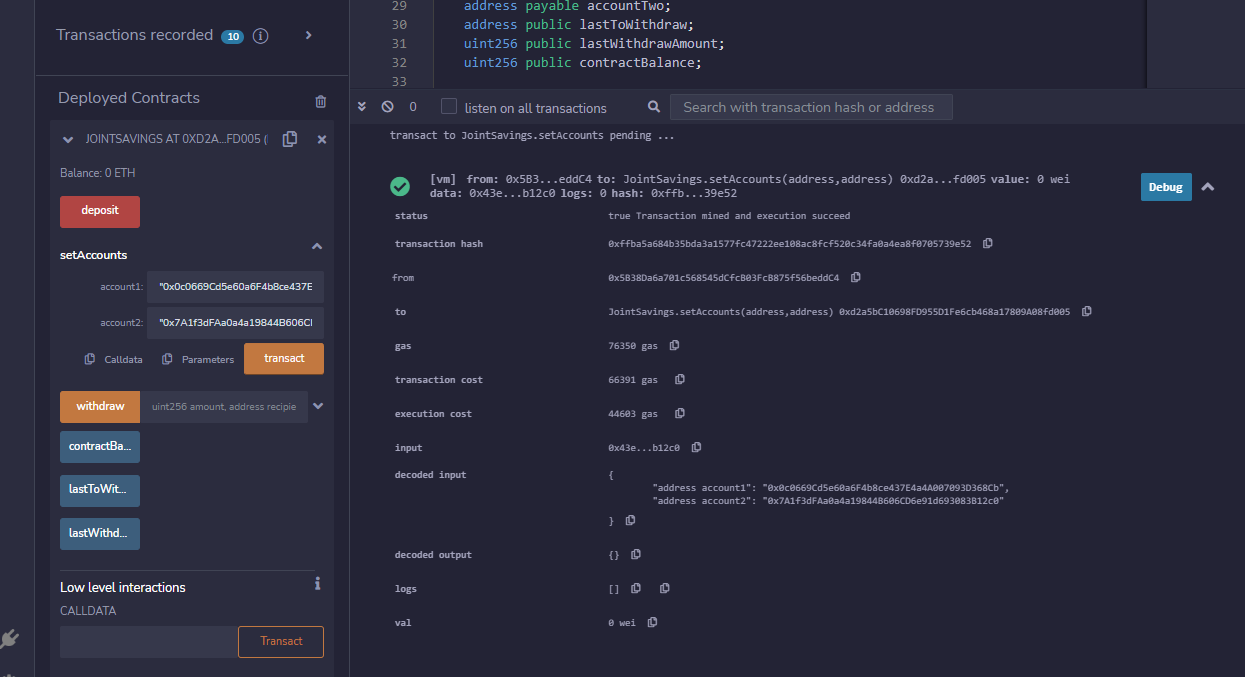 Transactions recorded 10 i >
Deployed Contracts
JOINTSAVINGS AT 0XD2A...FD005 (
Balance: 0 ETH
deposit
setAccounts
account1: "0x0c0669Cd5e60a6F4b8ce437E
account2: "0x7A1f3dFAa0a4a19844B606CI
Calldata Parameters transact
withdraw uint256 amount, address recipie
contractBa...
lastToWit...
lastWithd...
Low level interactions i
CALLDATA
Transact
29 address payable accountTwo;
30 address public lastToWithdraw;
31 uint256 public lastWithdrawAmount;
32 uint256 public contractBalance;
33
0 listen on all transactions Search with transaction hash or address
transact to JointSavings.setAccounts pending ...
[vm] from: 0x5B3...eddC4 to: JointSavings.setAccounts(address,address) 0xd2a...fd005 value: 0 wei
data: 0x43e...b12c0 logs: 0 hash: 0xffb...39e52
Debug
status true Transaction mined and execution succeed
transaction hash 0xffba5a684b35bda3a1577fc47222ee108ac8fcf520c34fa0a4ea8f0705739e52
from 0x5B38Da6a701c568545dCfcB03FcB875f56beddC4
to JointSavings.setAccounts(address,address) 0xd2a5bC10698FD955D1Fe6cb468a17809A08fd005
gas 76350 gas
transaction cost 66391 gas
execution cost 44603 gas
input 0x43e...b12c0
decoded input {
"address account1": "0x0c0669Cd5e60a6F4b8ce437E4a4A007093D368Cb",
"address account2": "0x7A1f3dFAa0a4a19844B606CD6e91d693083B12c0"
}
decoded output {}
logs []
val 0 wei